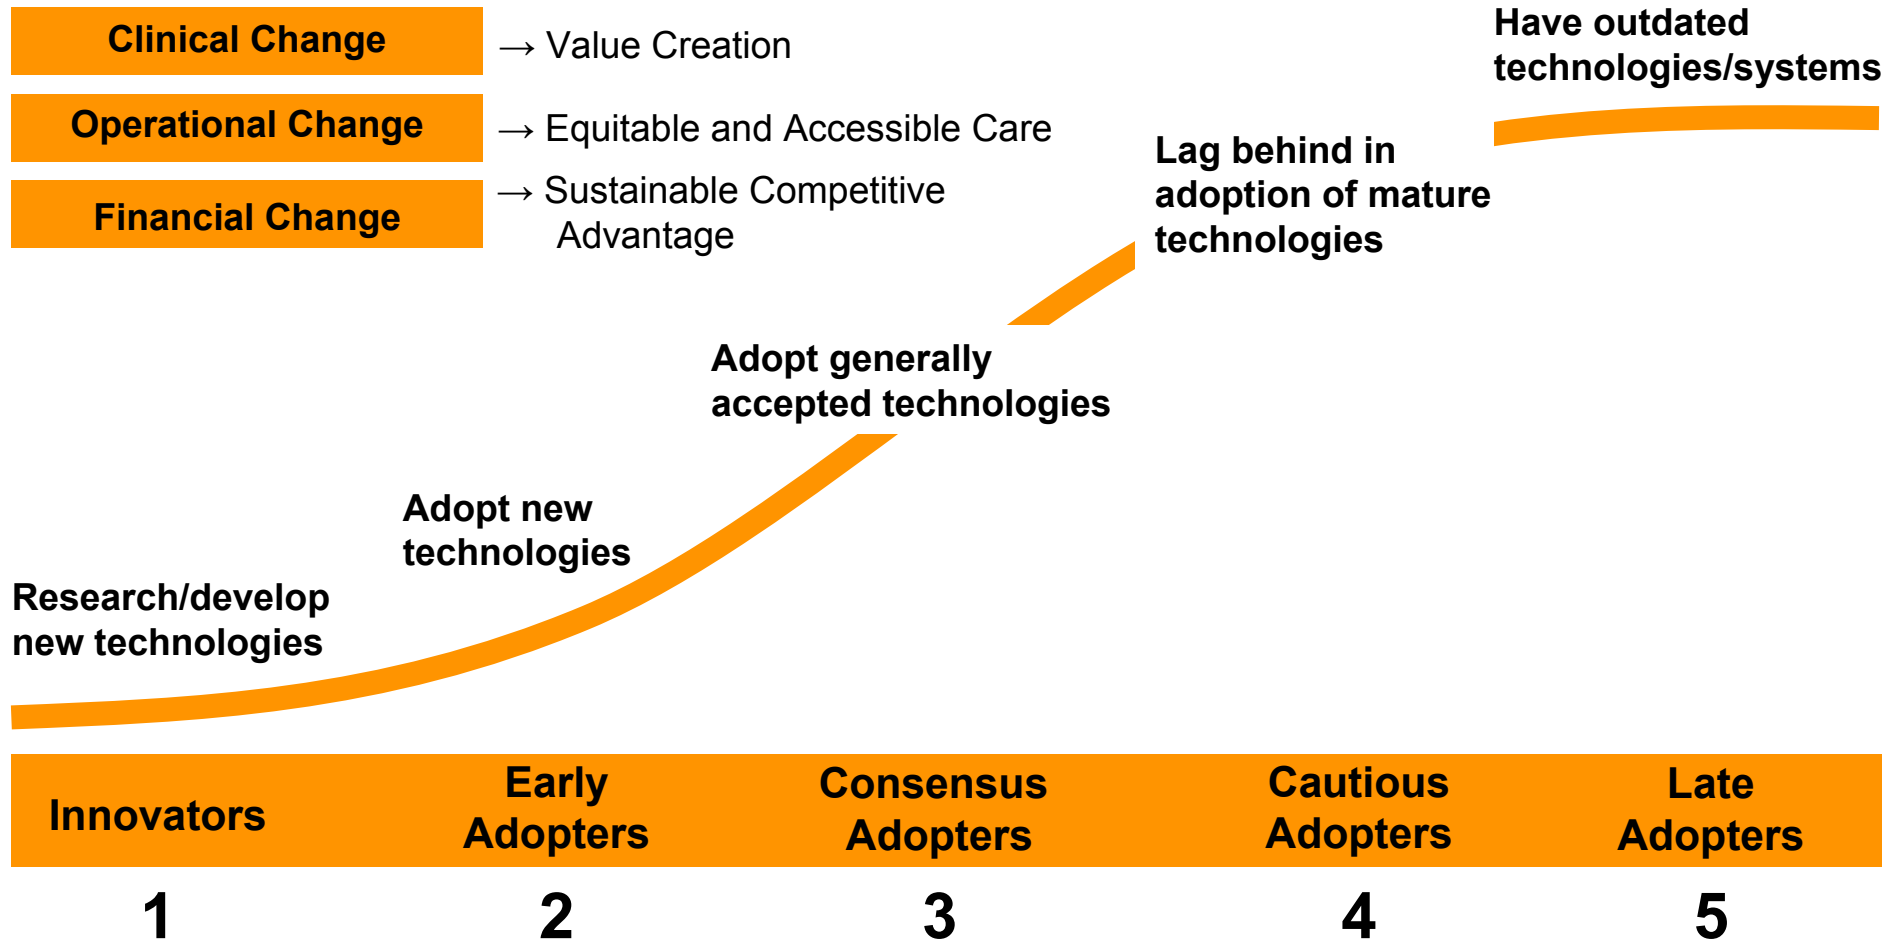 Clinical Change
→ Value Creation
Operational Change
→ Equitable and Accessible Care
Financial Change
→ Sustainable Competitive
Advantage
Have outdated
technologies/systems
Lag behind in
adoption of mature
technologies
Adopt generally
accepted technologies
Adopt new
technologies
Research/develop
new technologies
Innovators
Early
Adopters
Consensus
Adopters
Cautious
Adopters
Late
Adopters
1
2
3
4
5